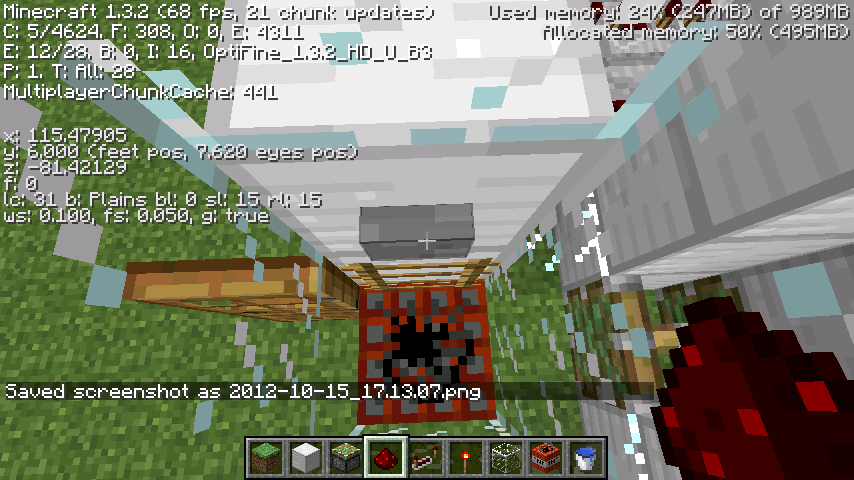 Minecraft 1.3.2 (68 fps, 21 chunk updates)
Used memory: 24% (247MB) of 989MB
C: 5/4624, F: 308, O: 0, E: 4311
Allocated memory: 50% (495MB)
E: 12/28, B: 0, I: 16, OptiFine_1.3.2_HD_U_B3
P: 1, T: All: 28
MultiplayerChunkCache: 441
x: 115.47905
y: 6.000 (feet pos, 7.620 eyes pos)
z: -81.42129
f: 0
lc: 31 b: Plains bl: 0 sl: 15 rl: 15
ws: 0.100, fs: 0.050, g: true
Saved screenshot as 2012-10-15_17.13.07.png